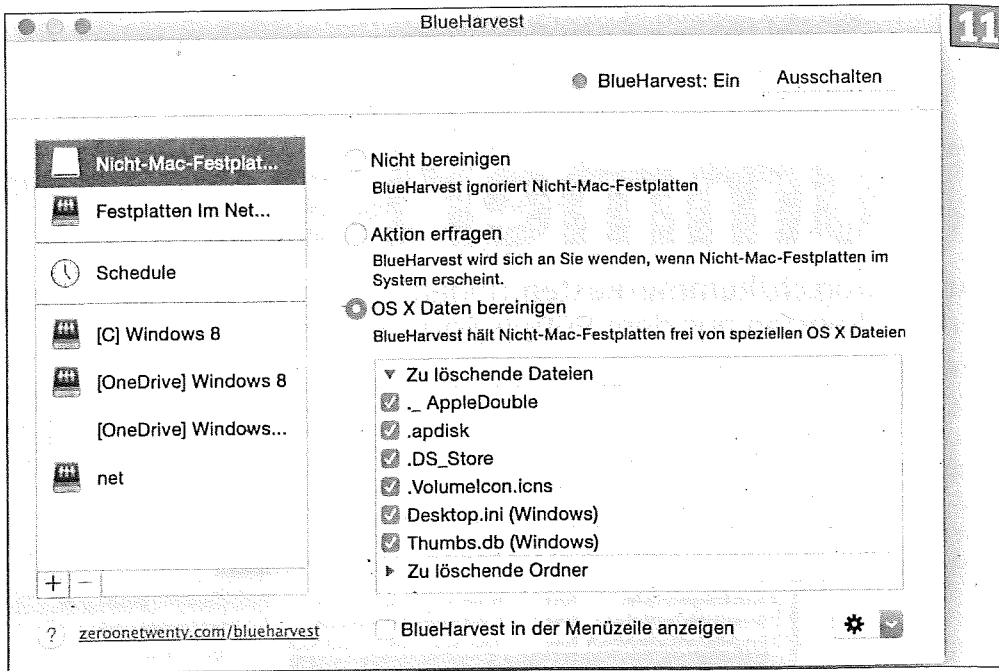 BlueHarvest
11
BlueHarvest: Ein Ausschalten
Nicht-Mac-Festplat...
Festplatten Im Net...
Schedule
[C] Windows 8
[OneDrive] Windows 8
[OneDrive] Windows...
net
+ −
? zeroonetwenty.com/blueharvest
Nicht bereinigen
BlueHarvest ignoriert Nicht-Mac-Festplatten
Aktion erfragen
BlueHarvest wird sich an Sie wenden, wenn Nicht-Mac-Festplatten im
System erscheint.
OS X Daten bereinigen
BlueHarvest hält Nicht-Mac-Festplatten frei von speziellen OS X Dateien
Zu löschende Dateien
._ AppleDouble
.apdisk
.DS_Store
.VolumeIcon.icns
Desktop.ini (Windows)
Thumbs.db (Windows)
Zu löschende Ordner
BlueHarvest in der Menüzeile anzeigen